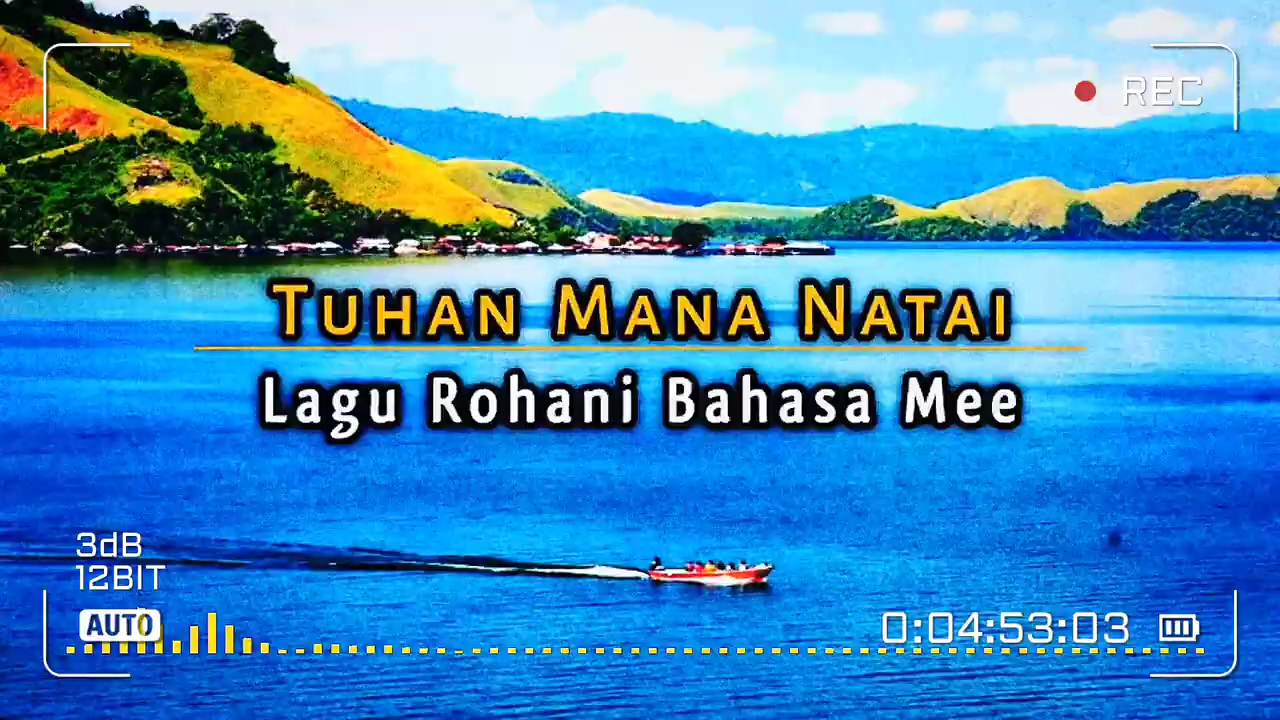 REC
TUHAN MANA NATAI
Lagu Rohani Bahasa Mee
3dB
12BIT
AUTO
0:04:53:03